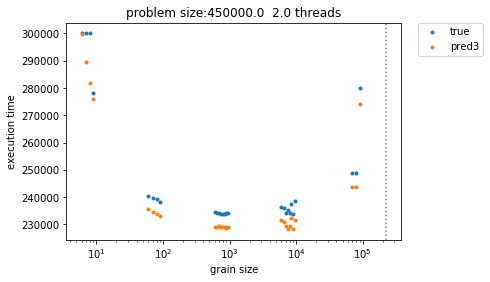 problem size:450000.0  2.0 threads
true
pred3
300000
290000
280000
270000
260000
250000
240000
230000
execution time
10^1
10^2
10^3
10^4
10^5
grain size